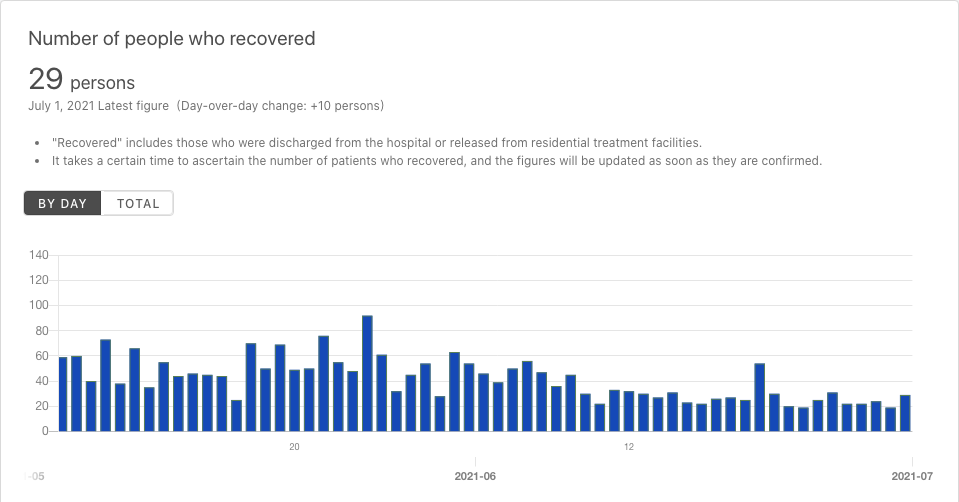 Number of people who recovered
29 persons
July 1, 2021 Latest figure (Day-over-day change: +10 persons)
• "Recovered" includes those who were discharged from the hospital or released from residential treatment facilities.
• It takes a certain time to ascertain the number of patients who recovered, and the figures will be updated as soon as they are confirmed.
BY DAY TOTAL
140
120
100
80
60
40
20
0
20 12
-05 2021-06 2021-07